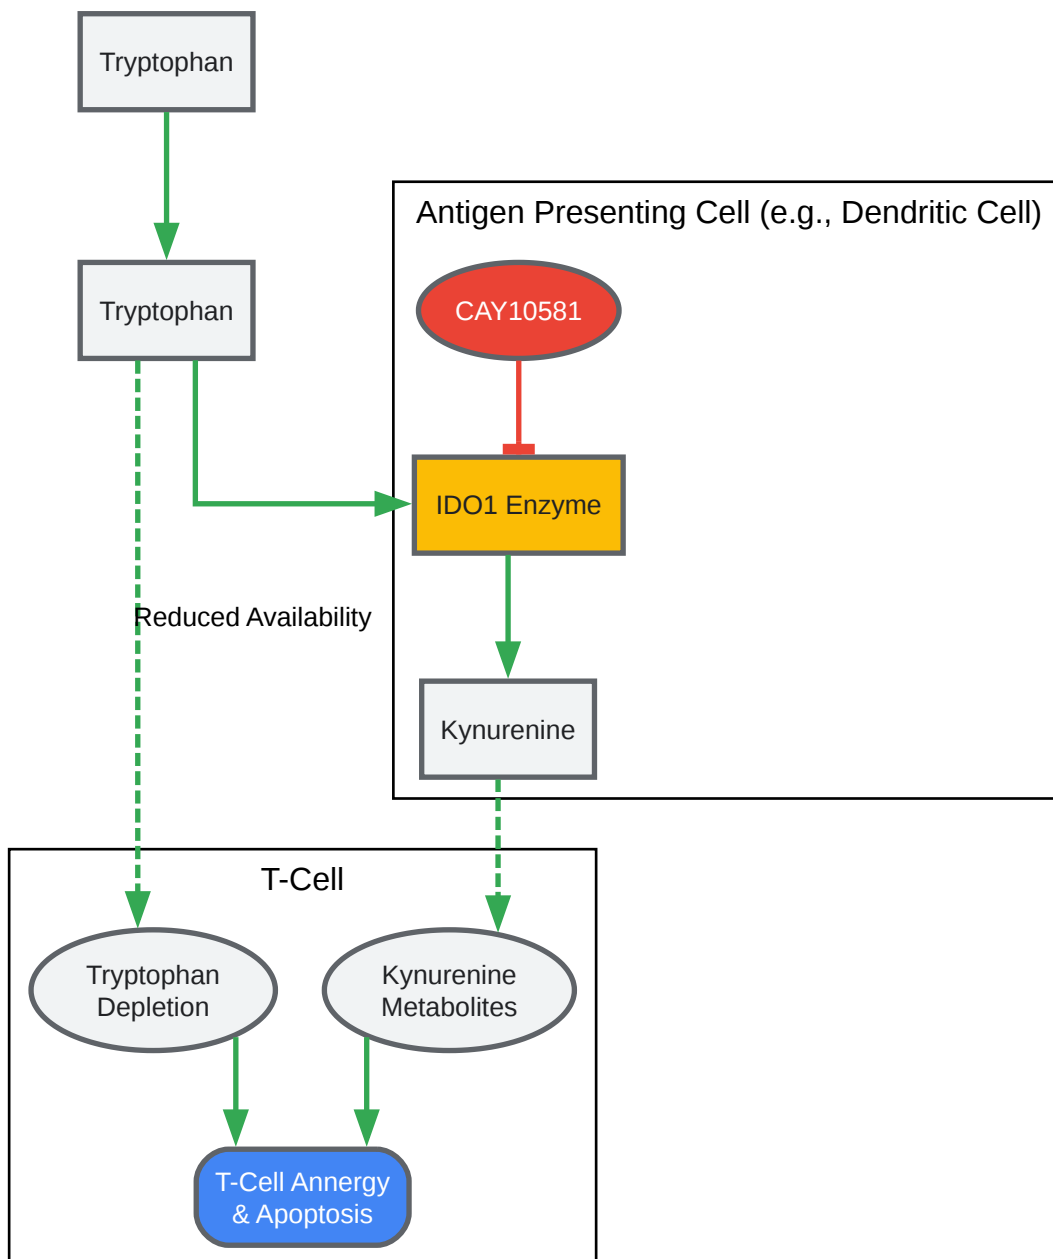 Tryptophan
Antigen Presenting Cell (e.g., Dendritic Cell)
Tryptophan
CAY10581
IDO1 Enzyme
Reduced Availability
Kynurenine
T-Cell
Tryptophan
Depletion
Kynurenine
Metabolites
T-Cell Annergy
& Apoptosis